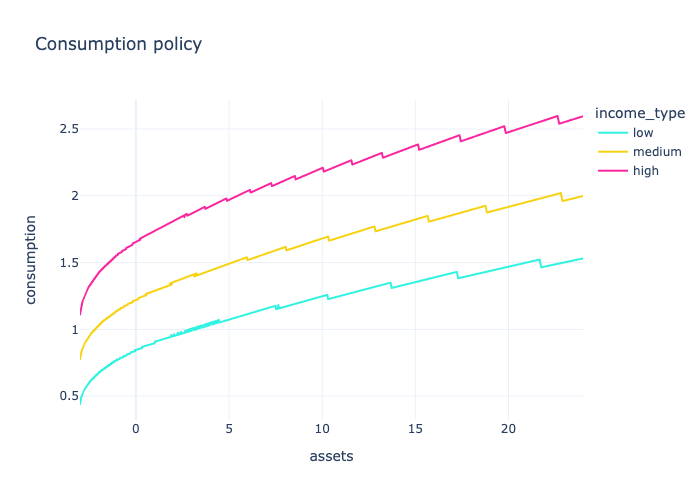 Consumption policy
income_type
low
medium
high
consumption
2.5
2
1.5
1
0.5
0
5
10
15
20
assets